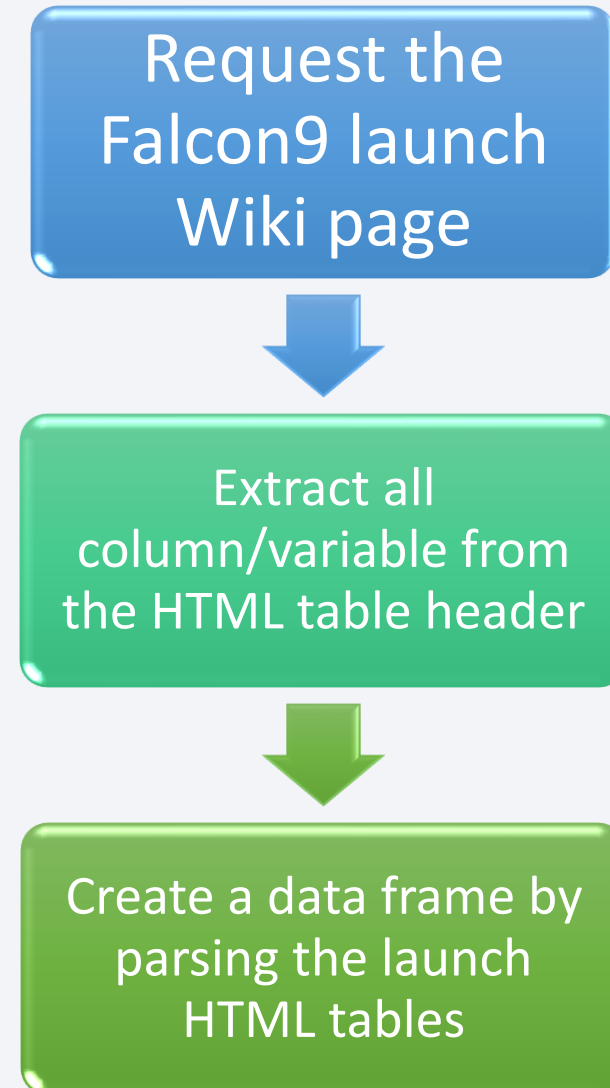 Request the
Falcon9 launch
Wiki page
Extract all
column/variable from
the HTML table header
Create a data frame by
parsing the launch
HTML tables